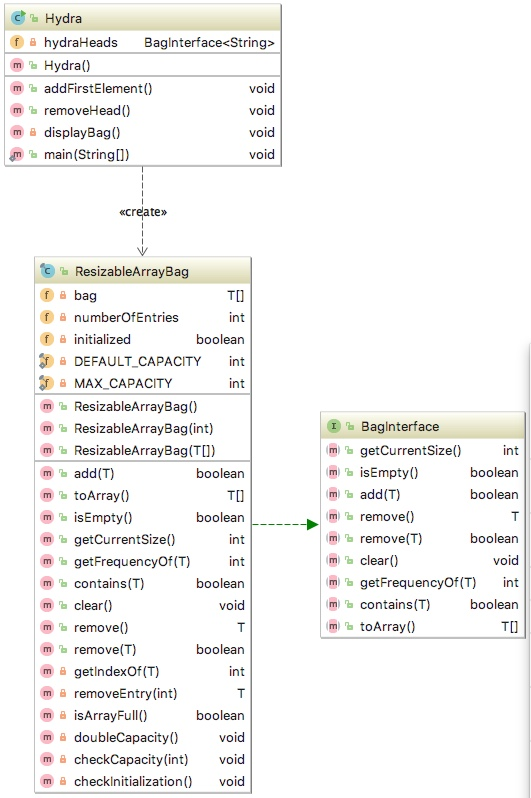 Hydra
hydraHeads BagInterface<String>
Hydra()
addFirstElement() void
removeHead() void
displayBag() void
main(String[]) void
«create»
ResizableArrayBag
bag T[]
numberOfEntries int
initialized boolean
DEFAULT_CAPACITY int
MAX_CAPACITY int
ResizableArrayBag()
ResizableArrayBag(int)
ResizableArrayBag(T[])
add(T) boolean
toArray() T[]
isEmpty() boolean
getCurrentSize() int
getFrequencyOf(T) int
contains(T) boolean
clear() void
remove() T
remove(T) boolean
getIndexOf(T) int
removeEntry(int) T
isArrayFull() boolean
doubleCapacity() void
checkCapacity(int) void
checkInitialization() void
BagInterface
getCurrentSize() int
isEmpty() boolean
add(T) boolean
remove() T
remove(T) boolean
clear() void
getFrequencyOf(T) int
contains(T) boolean
toArray() T[]